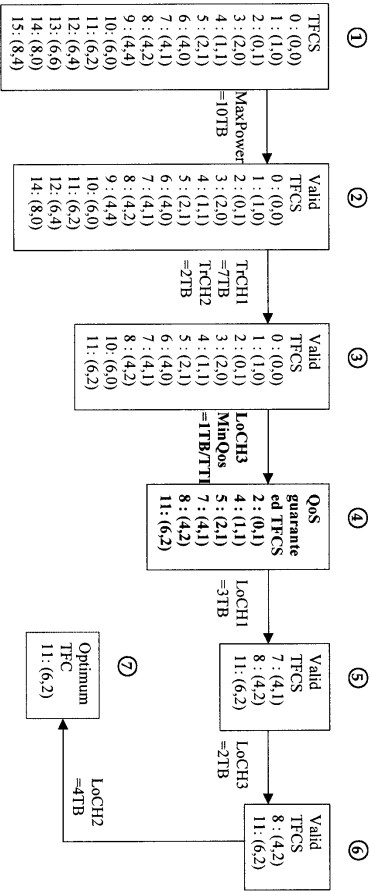 ①
TFCS
0 : (0,0)
1 : (1,0)
2 : (0,1)
3 : (2,0)
4 : (1,1)
5 : (2,1)
6 : (4,0)
7 : (4,1)
8 : (4,2)
9 : (4,4)
10: (6,0)
11: (6,2)
12: (6,4)
13: (6,6)
14: (8,0)
15: (8,4)
MaxPower
=10TB
②
Valid
TFCS
0 : (0,0)
1 : (1,0)
2 : (0,1)
3 : (2,0)
4 : (1,1)
5 : (2,1)
6 : (4,0)
7 : (4,1)
8 : (4,2)
9 : (4,4)
10: (6,0)
11: (6,2)
12: (6,4)
14: (8,0)
TrCH1
=7TB
TrCH2
=2TB
③
Valid
TFCS
0 : (0,0)
1 : (1,0)
2 : (0,1)
3 : (2,0)
4 : (1,1)
5 : (2,1)
6 : (4,0)
7 : (4,1)
8 : (4,2)
10: (6,0)
11: (6,2)
LoCH3
MinQos
=1TB/TTI
④
QoS
guarante
ed TFCS
2 : (0,1)
4 : (1,1)
5 : (2,1)
7 : (4,1)
8 : (4,2)
11: (6,2)
LoCH1
=3TB
⑤
Valid
TFCS
7 : (4,1)
8 : (4,2)
11: (6,2)
LoCH3
=2TB
⑥
Valid
TFCS
8 : (4,2)
11: (6,2)
LoCH2
=4TB
⑦
Optimum
TFC
11: (6,2)